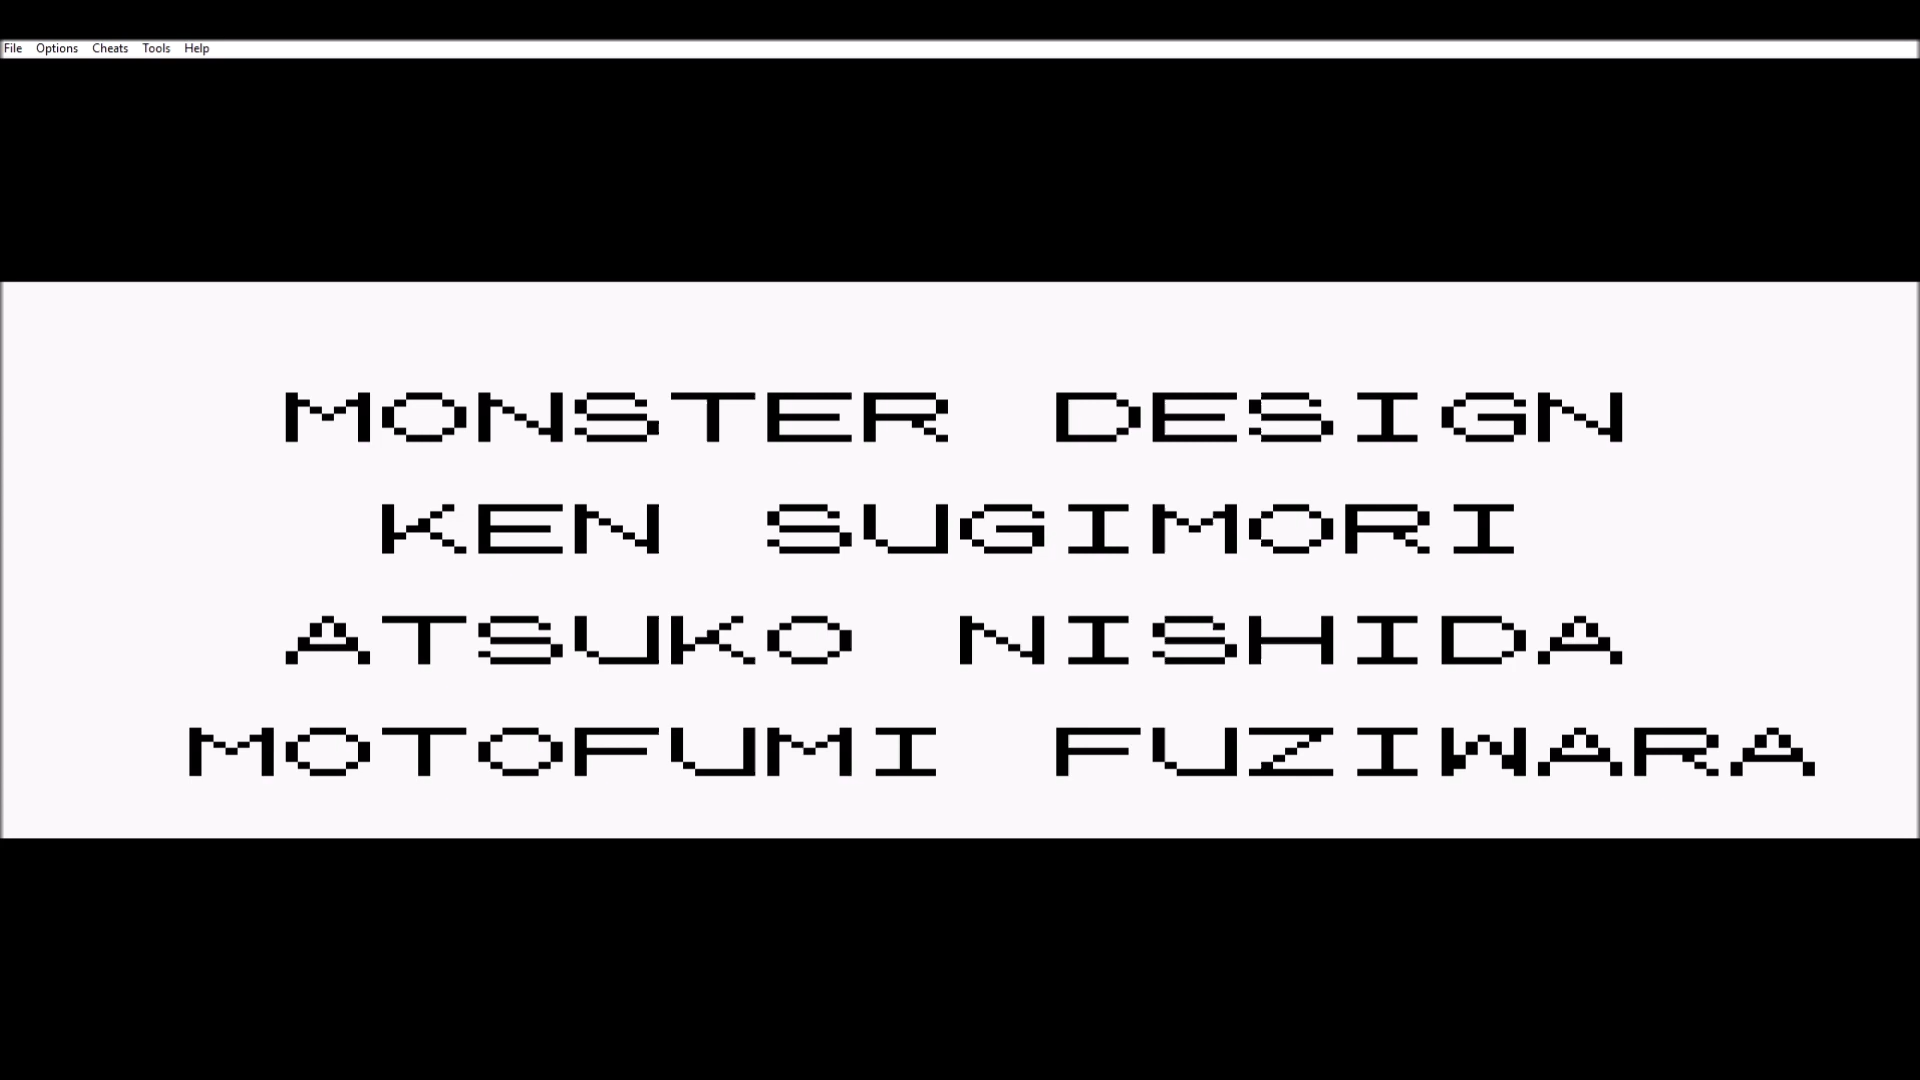 File Options Cheats Tools Help
MONSTER DESIGN
KEN SUGIMORI
ATSUKO NISHIDA
MOTOFUMI FUZIWARA